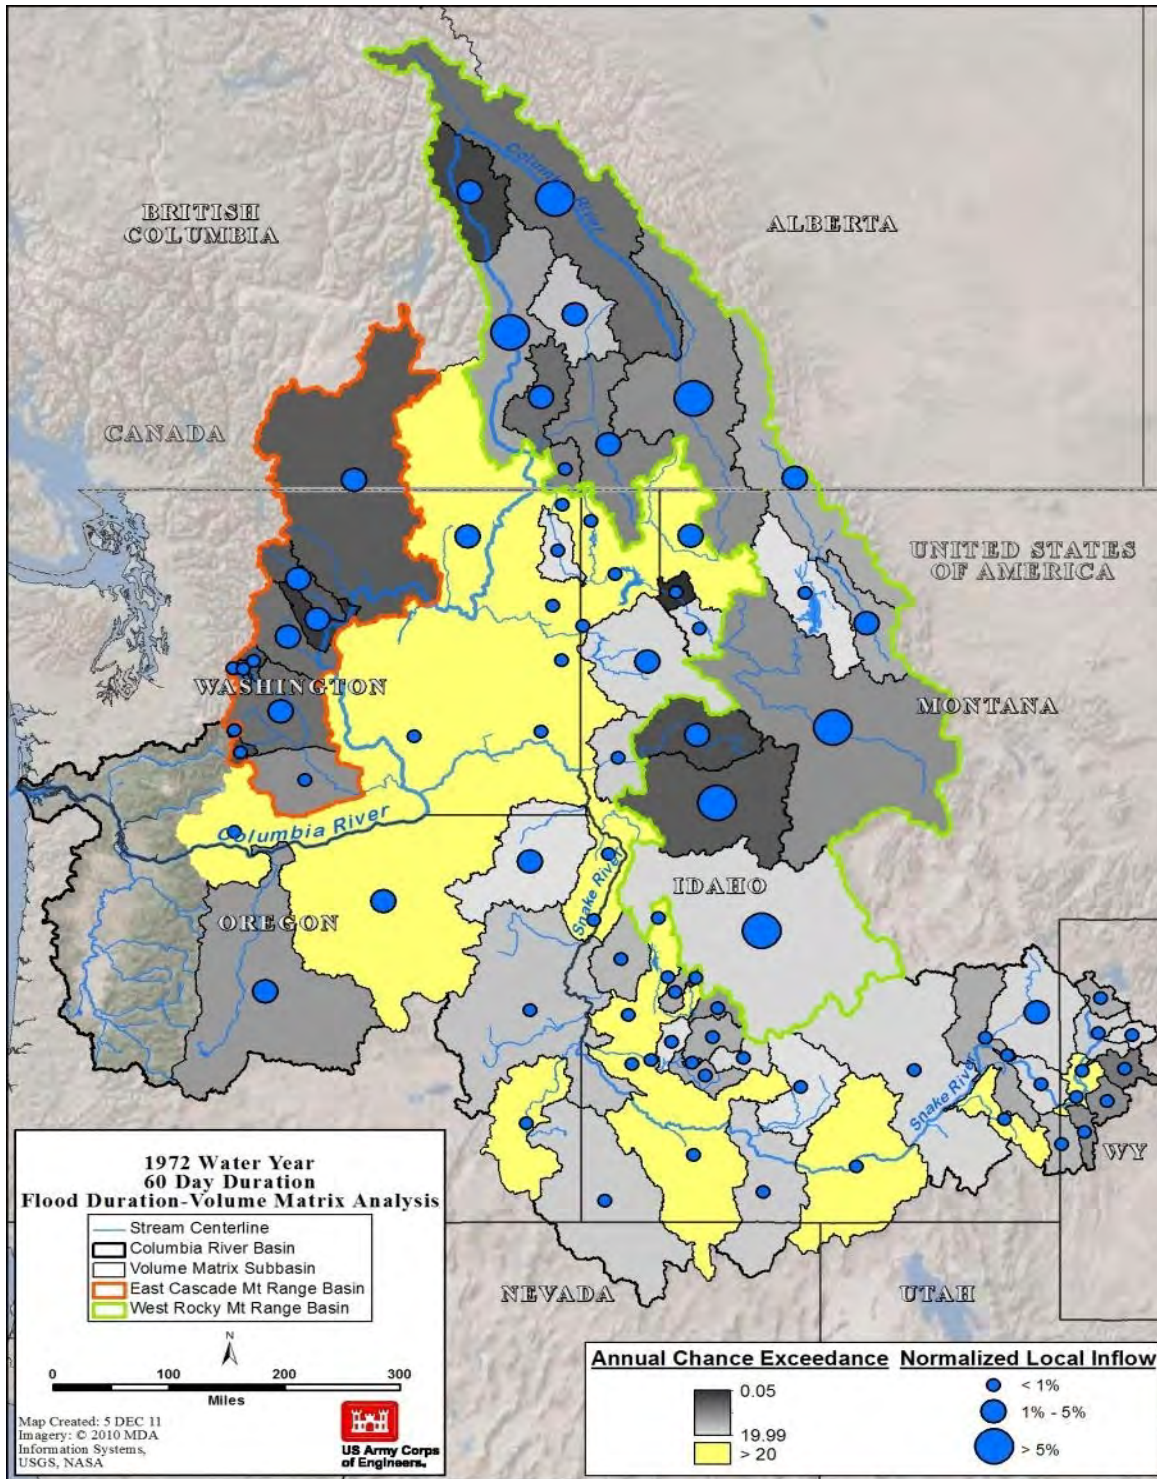 BRITISH
COLUMBIA
Columbia
River
ALBERTA
CANADA
UNITED STATES
OF AMERICA
WASHINGTON
MONTANA
Columbia River
Snake River
IDAHO
OREGON
Snake River
WY
NEVADA
UTAH
1972 Water Year
60 Day Duration
Flood Duration-Volume Matrix Analysis
Stream Centerline
Columbia River Basin
Volume Matrix Subbasin
East Cascade Mt Range Basin
West Rocky Mt Range Basin
N
0 100 200 300
Miles
Map Created: 5 DEC 11
Imagery: © 2010 MDA
Information Systems,
USGS, NASA
US Army Corps
of Engineers.
Annual Chance Exceedance
0.05
19.99
> 20
Normalized Local Inflow
< 1%
1% - 5%
> 5%